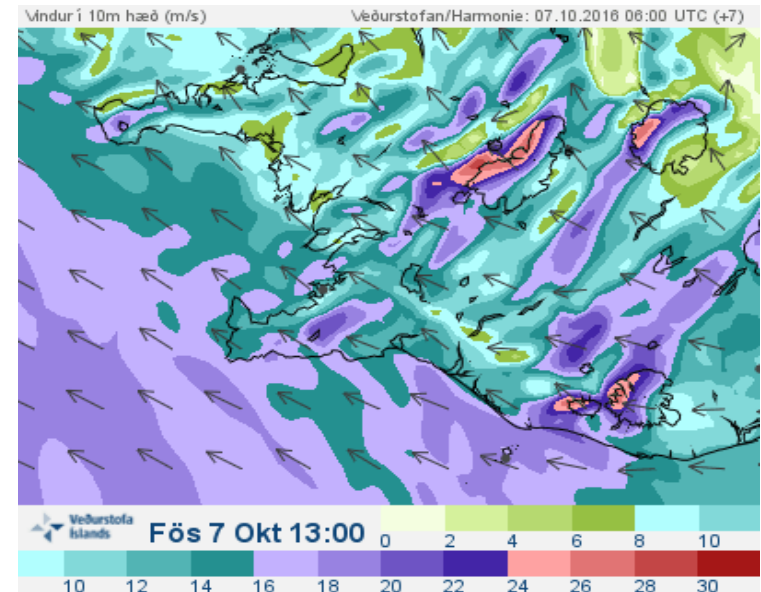 Vindur í 10m hæð (m/s) Veðurstofan/Harmonie: 07.10.2016 06:00 UTC (+7)
Veðurstofa
Íslands
Fös 7 Okt 13:00
0 2 4 6 8 10
10 12 14 16 18 20 22 24 26 28 30